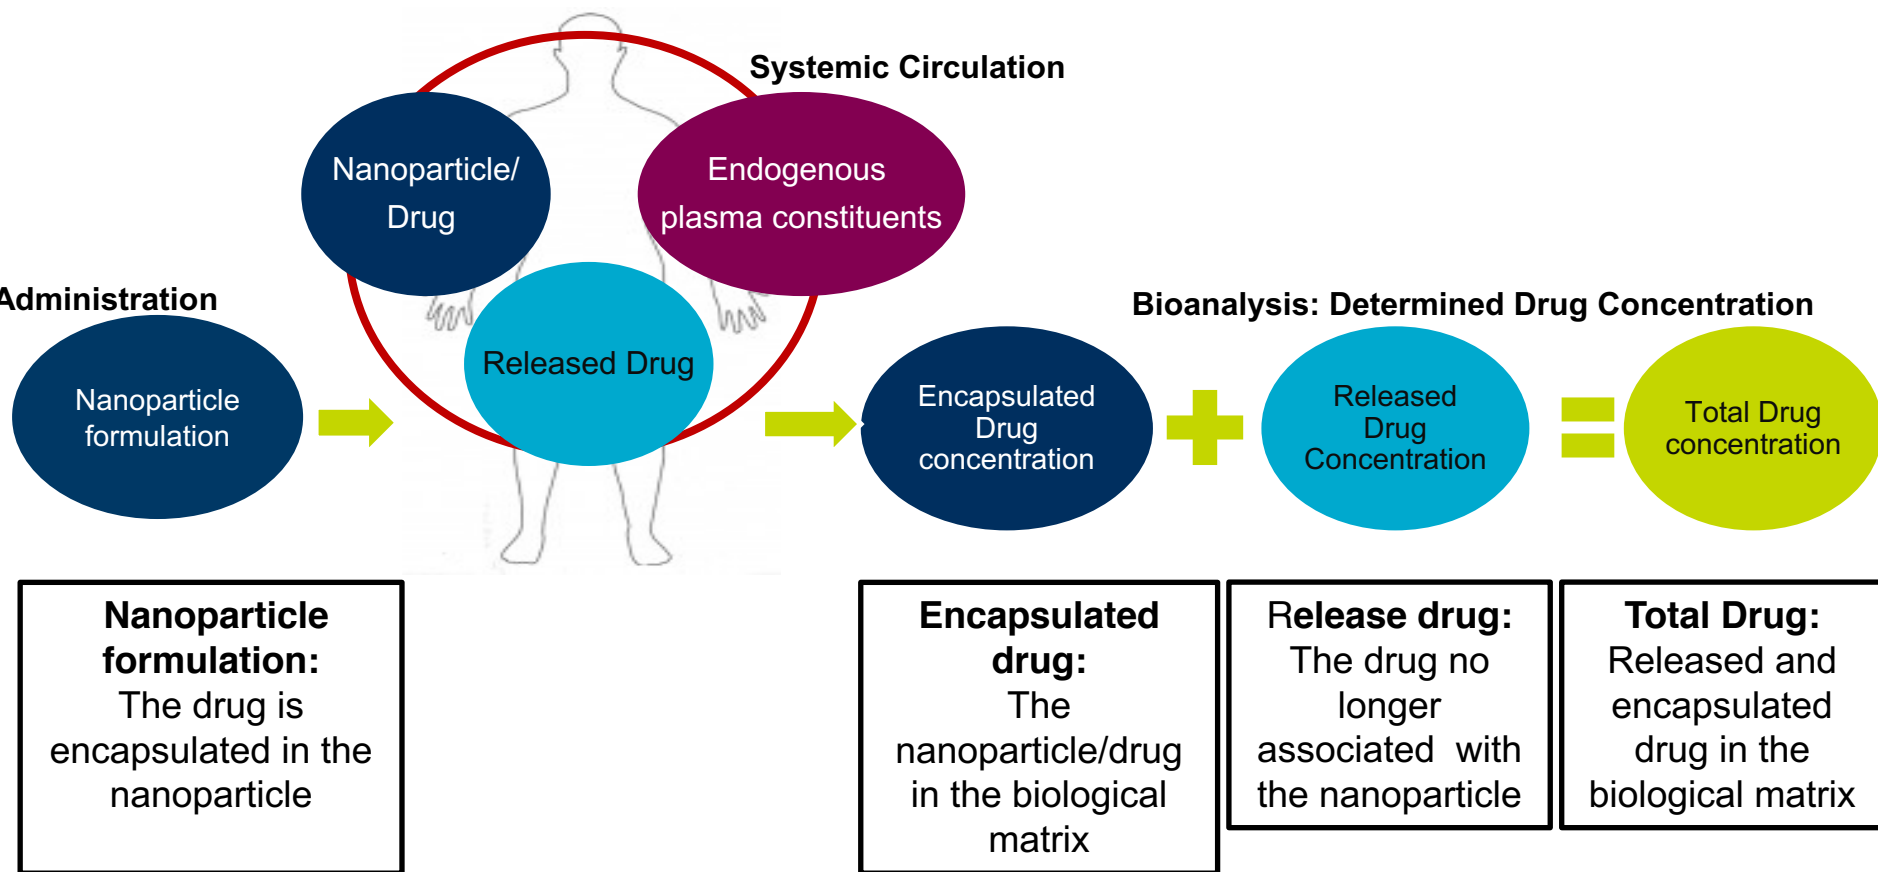 Systemic Circulation
Nanoparticle/
Drug
Endogenous
plasma constituents
Released Drug
Administration
Nanoparticle
formulation
Bioanalysis: Determined Drug Concentration
Encapsulated
Drug
concentration
Released
Drug
Concentration
Total Drug
concentration
Nanoparticle
formulation:
The drug is
encapsulated in the
nanoparticle
Encapsulated
drug:
The
nanoparticle/drug
in the biological
matrix
Release drug:
The drug no
longer
associated with
the nanoparticle
Total Drug:
Released and
encapsulated
drug in the
biological matrix